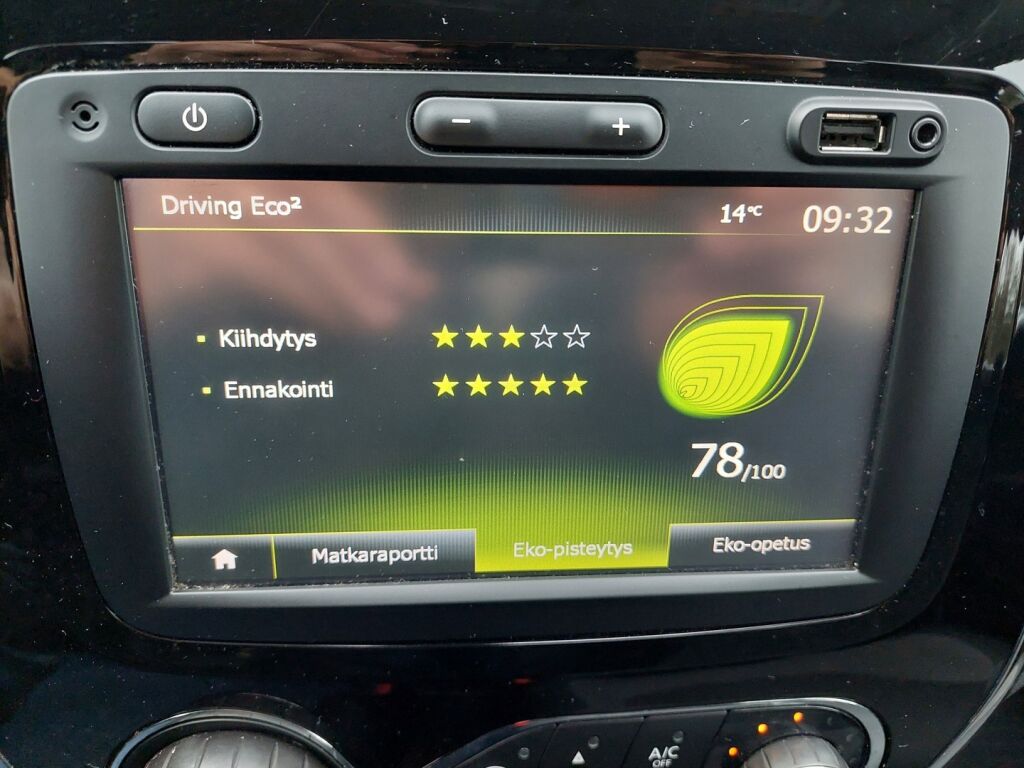 − +
Driving Eco² 14°C 09:32
Kiihdytys
Ennakointi
78/100
Matkaraportti Eko-pisteytys Eko-opetus
A/C
OFF